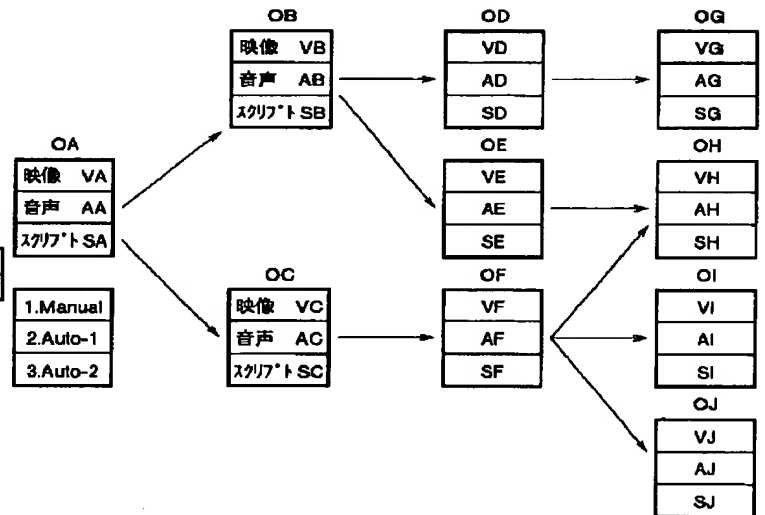 OA
映像 VA
音声 AA
スクリプト SA
1.Manual
2.Auto-1
3.Auto-2
OB
映像 VB
音声 AB
スクリプト SB
OC
映像 VC
音声 AC
スクリプト SC
OD
VD
AD
SD
OE
VE
AE
SE
OF
VF
AF
SF
OG
VG
AG
SG
OH
VH
AH
SH
OI
VI
AI
SI
OJ
VJ
AJ
SJ